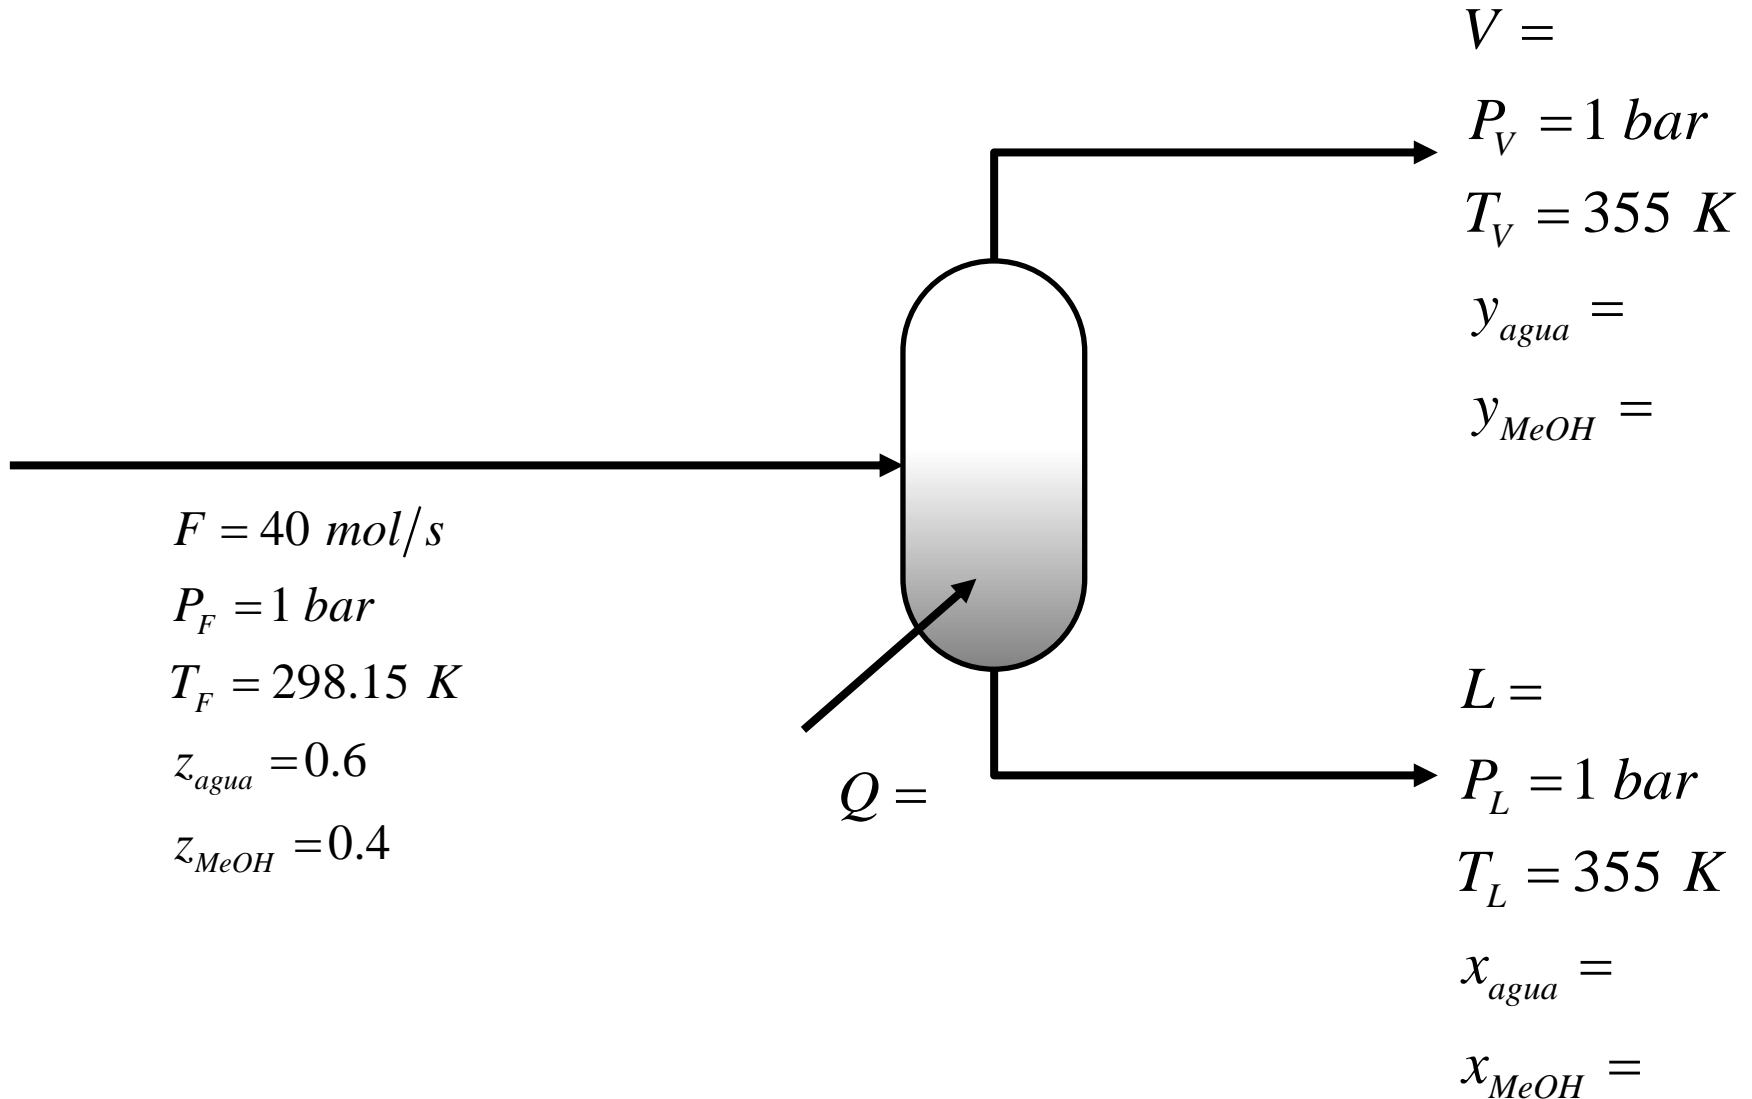 V =
P_V = 1 bar
T_V = 355 K
y_agua =
y_MeOH =
F = 40 mol/s
P_F = 1 bar
T_F = 298.15 K
z_agua = 0.6
z_MeOH = 0.4
Q =
L =
P_L = 1 bar
T_L = 355 K
x_agua =
x_MeOH =